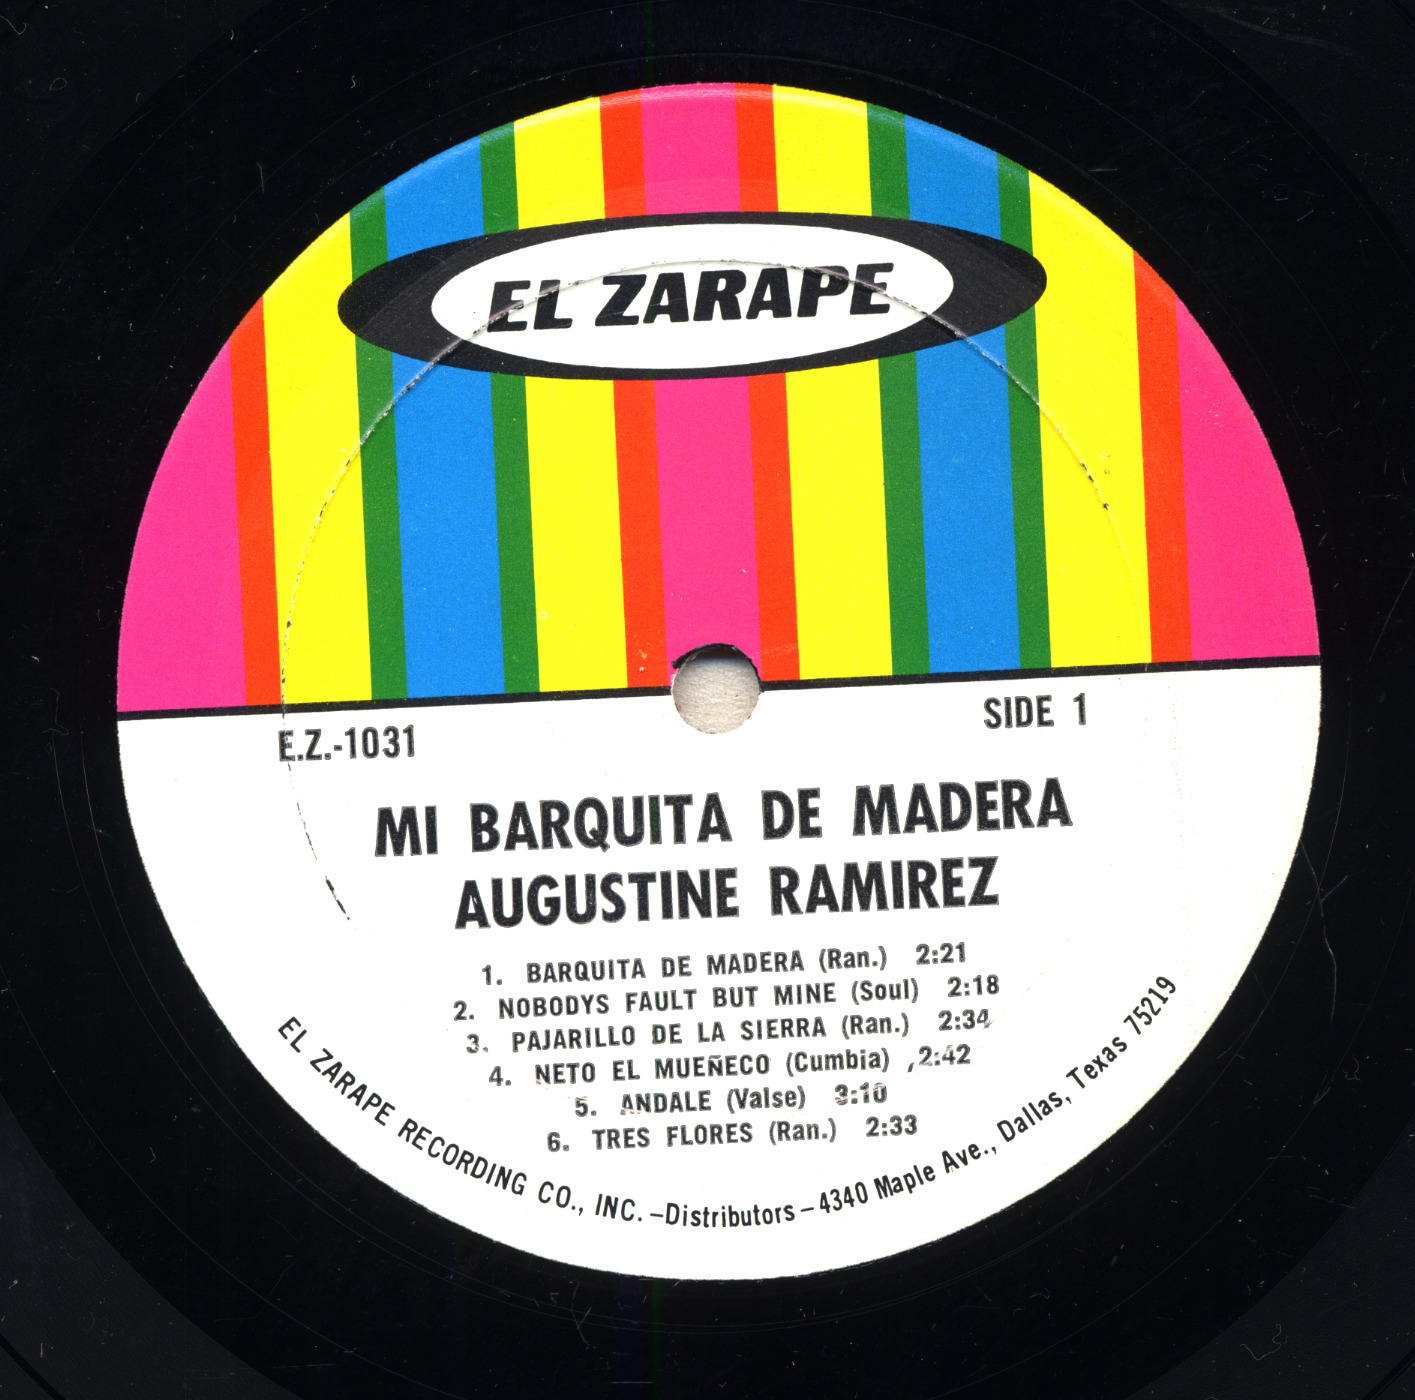 EL ZARAPE
E.Z.-1031
SIDE 1
MI BARQUITA DE MADERA
AUGUSTINE RAMIREZ
1. BARQUITA DE MADERA (Ran.) 2:21
2. NOBODYS FAULT BUT MINE (Soul) 2:18
3. PAJARILLO DE LA SIERRA (Ran.) 2:34
4. NETO EL MUEÑECO (Cumbia) 2:42
5. ANDALE (Valse) 3:10
6. TRES FLORES (Ran.) 2:33
EL ZARAPE RECORDING CO., INC. – Distributors – 4340 Maple Ave., Dallas, Texas 75219